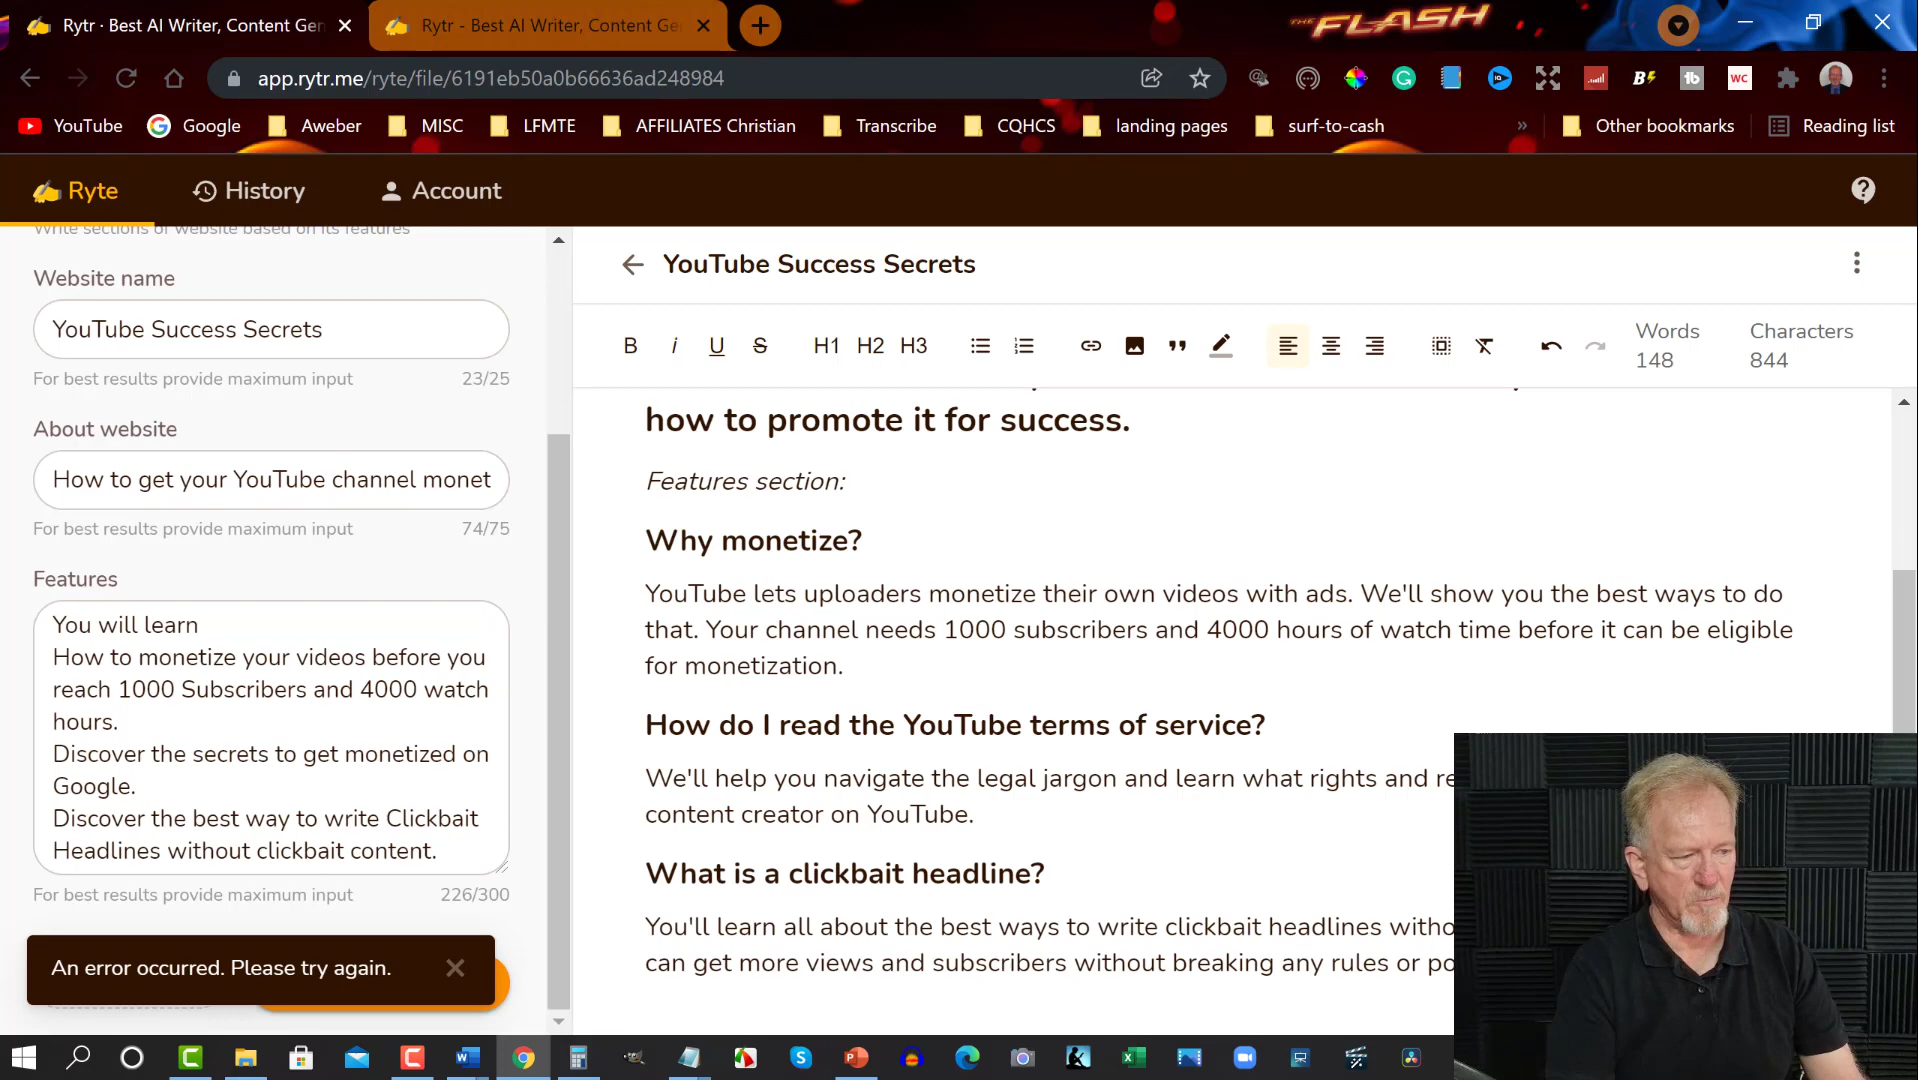 Rytr · Best AI Writer, Content Gen
Rytr - Best AI Writer, Content Ge
THE FLASH
app.rytr.me/ryte/file/6191eb50a0b66636ad248984
YouTube
Google
Aweber
MISC
LFMTE
AFFILIATES Christian
Transcribe
CQHCS
landing pages
surf-to-cash
»
Other bookmarks
Reading list
Ryte
History
Account
Write sections of website based on its features
Website name
YouTube Success Secrets
For best results provide maximum input 23/25
About website
How to get your YouTube channel monet
For best results provide maximum input 74/75
Features
You will learn
How to monetize your videos before you
reach 1000 Subscribers and 4000 watch
hours.
Discover the secrets to get monetized on
Google.
Discover the best way to write Clickbait
Headlines without clickbait content.
For best results provide maximum input 226/300
An error occurred. Please try again.
YouTube Success Secrets
B i U S H1 H2 H3
Words
148
Characters
844
how to promote it for success.
Features section:
Why monetize?
YouTube lets uploaders monetize their own videos with ads. We'll show you the best ways to do
that. Your channel needs 1000 subscribers and 4000 hours of watch time before it can be eligible
for monetization.
How do I read the YouTube terms of service?
We'll help you navigate the legal jargon and learn what rights and re
content creator on YouTube.
What is a clickbait headline?
You'll learn all about the best ways to write clickbait headlines witho
can get more views and subscribers without breaking any rules or po